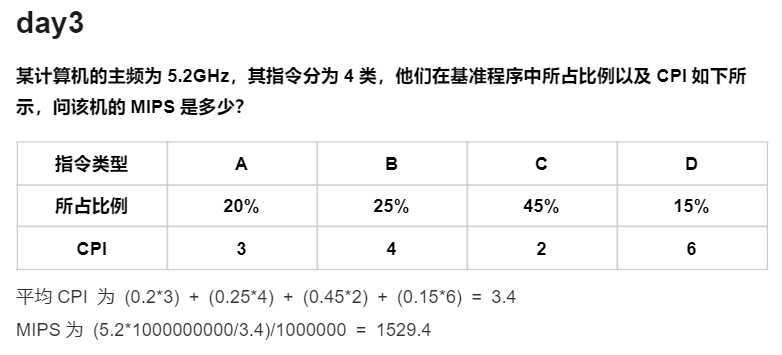 day3
某计算机的主频为 5.2GHz，其指令分为 4 类，他们在基准程序中所占比例以及 CPI 如下所
示，问该机的 MIPS 是多少？
指令类型 A B C D
所占比例 20% 25% 45% 15%
CPI 3 4 2 6
平均 CPI 为 (0.2*3) + (0.25*4) + (0.45*2) + (0.15*6) = 3.4
MIPS 为 (5.2*1000000000/3.4)/1000000 = 1529.4